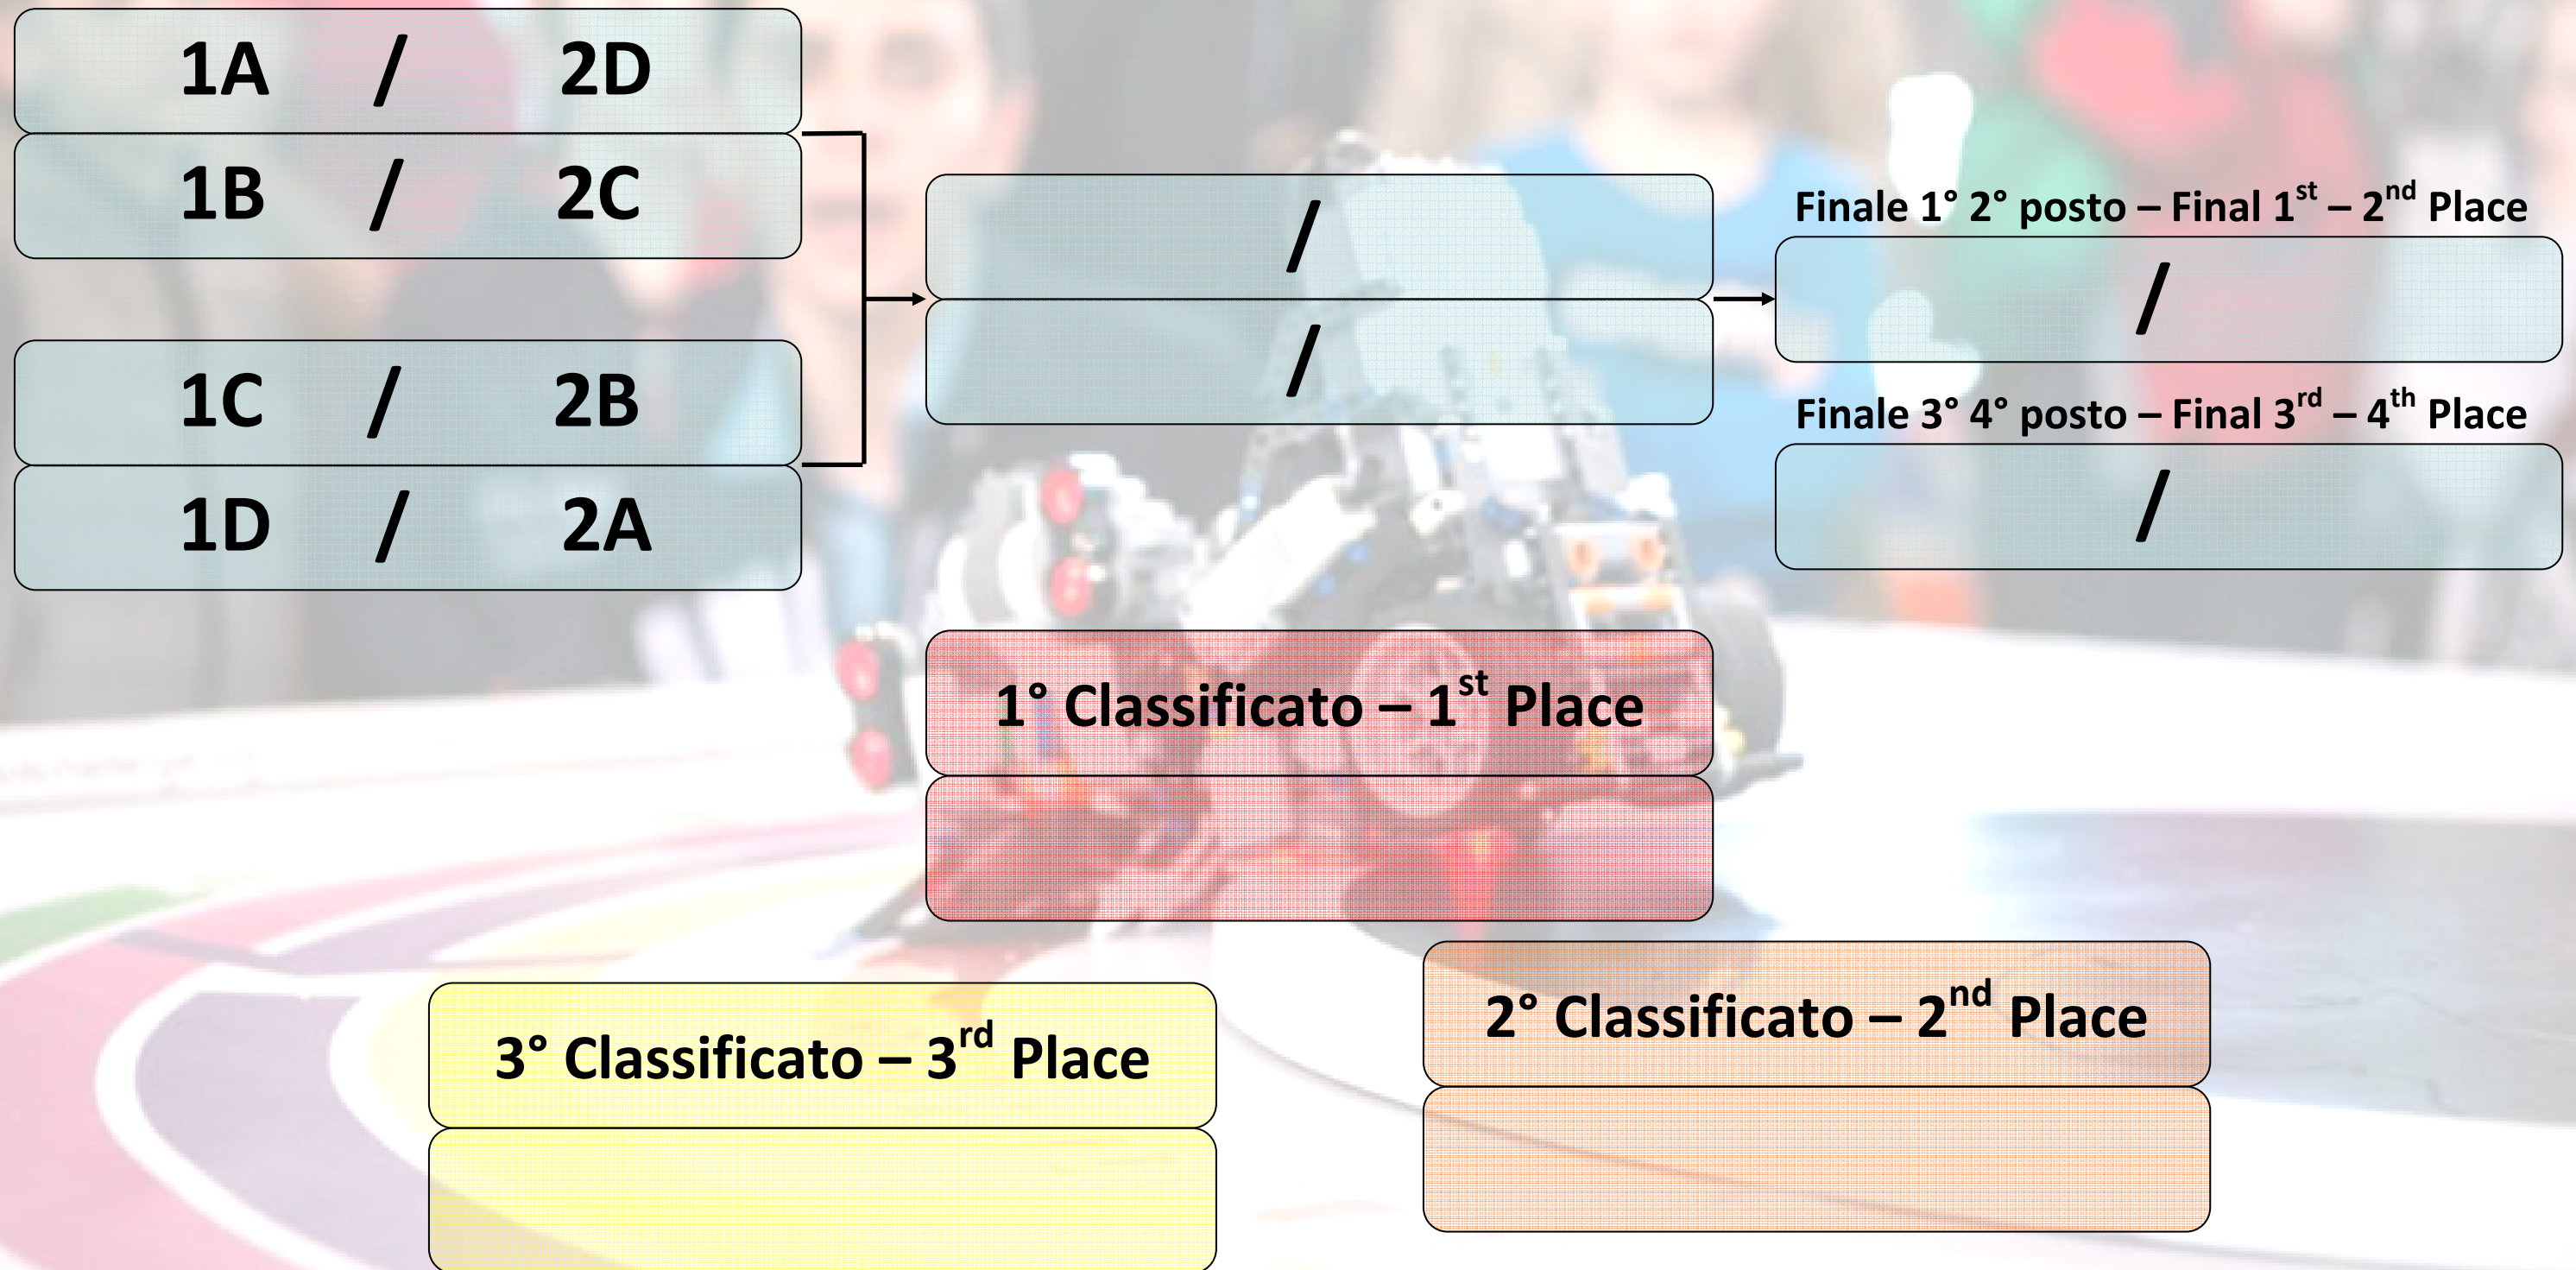 1A / 2D
1B / 2C
1C / 2B
1D / 2A
/
/
Finale 1° 2° posto – Final 1st – 2nd Place
/
Finale 3° 4° posto – Final 3rd – 4th Place
/
1° Classificato – 1st Place
2° Classificato – 2nd Place
3° Classificato – 3rd Place